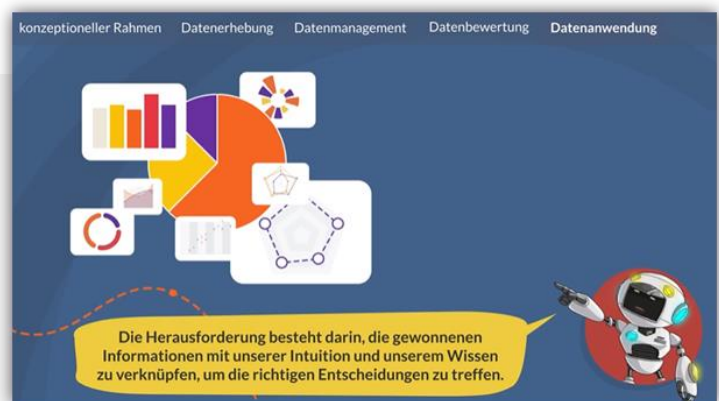 konzeptioneller Rahmen Datenerhebung Datenmanagement Datenbewertung Datenanwendung
Die Herausforderung besteht darin, die gewonnenen
Informationen mit unserer Intuition und unserem Wissen
zu verknüpfen, um die richtigen Entscheidungen zu treffen.